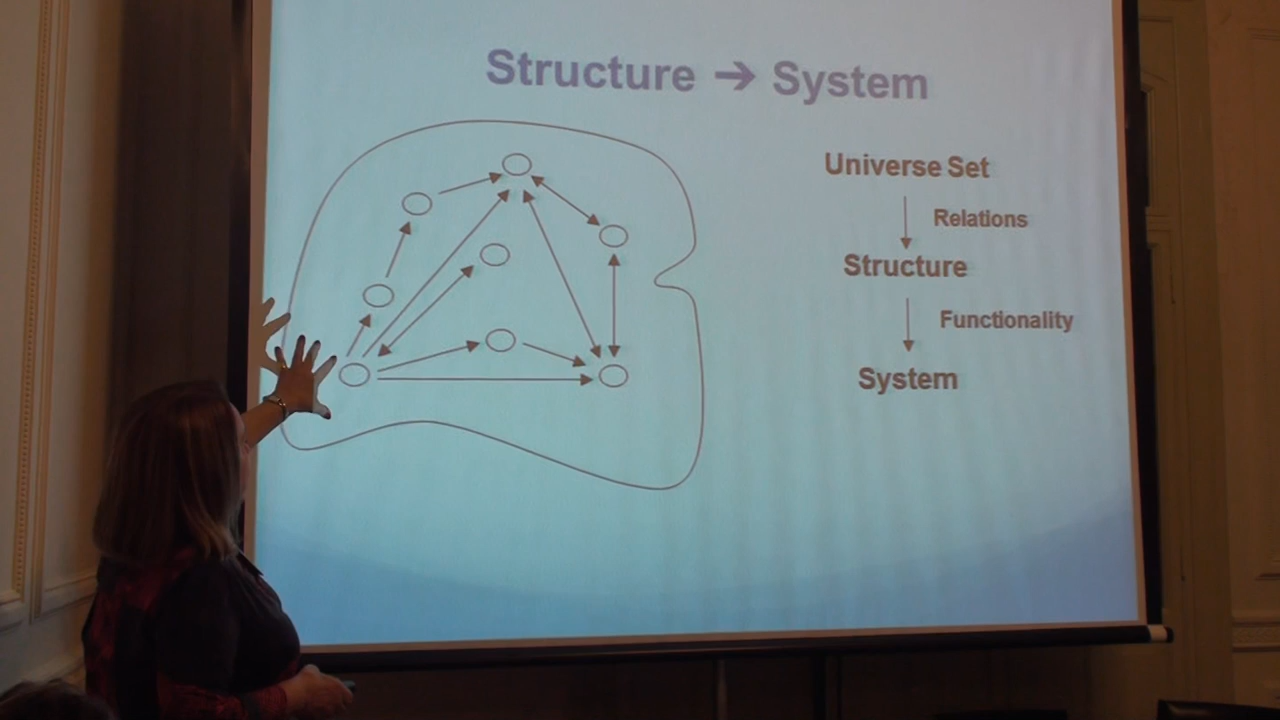 Structure ➔ System
Universe Set
Relations
Structure
Functionality
System